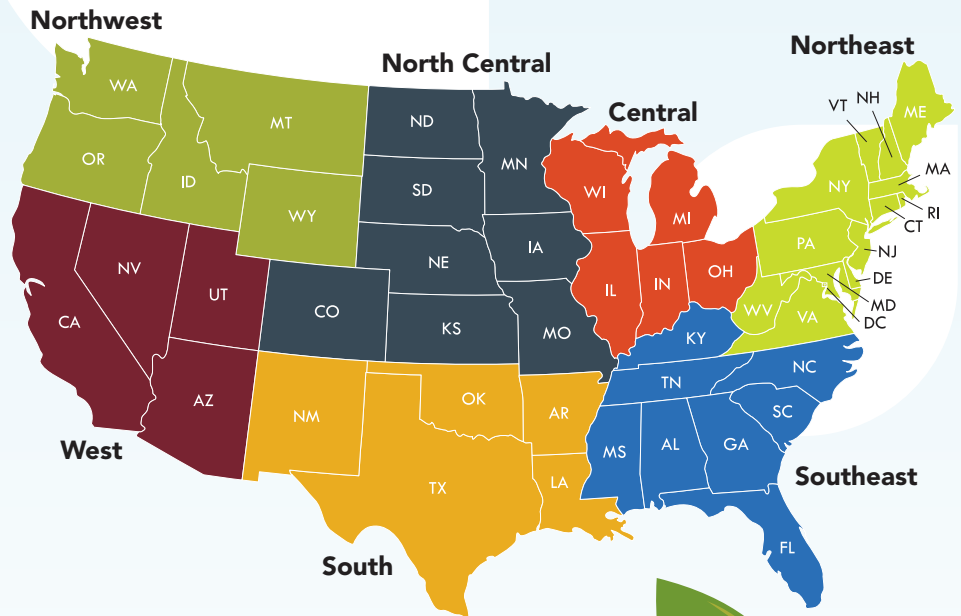 Northwest
North Central
Northeast
Central
WA
OR
ID
MT
WY
ND
SD
NE
KS
CO
MN
IA
MO
WI
MI
IL
IN
OH
VT
NH
ME
NY
MA
RI
CT
PA
NJ
DE
MD
DC
WV
VA
NV
UT
CA
AZ
West
NM
OK
TX
AR
LA
South
KY
TN
NC
SC
MS
AL
GA
FL
Southeast